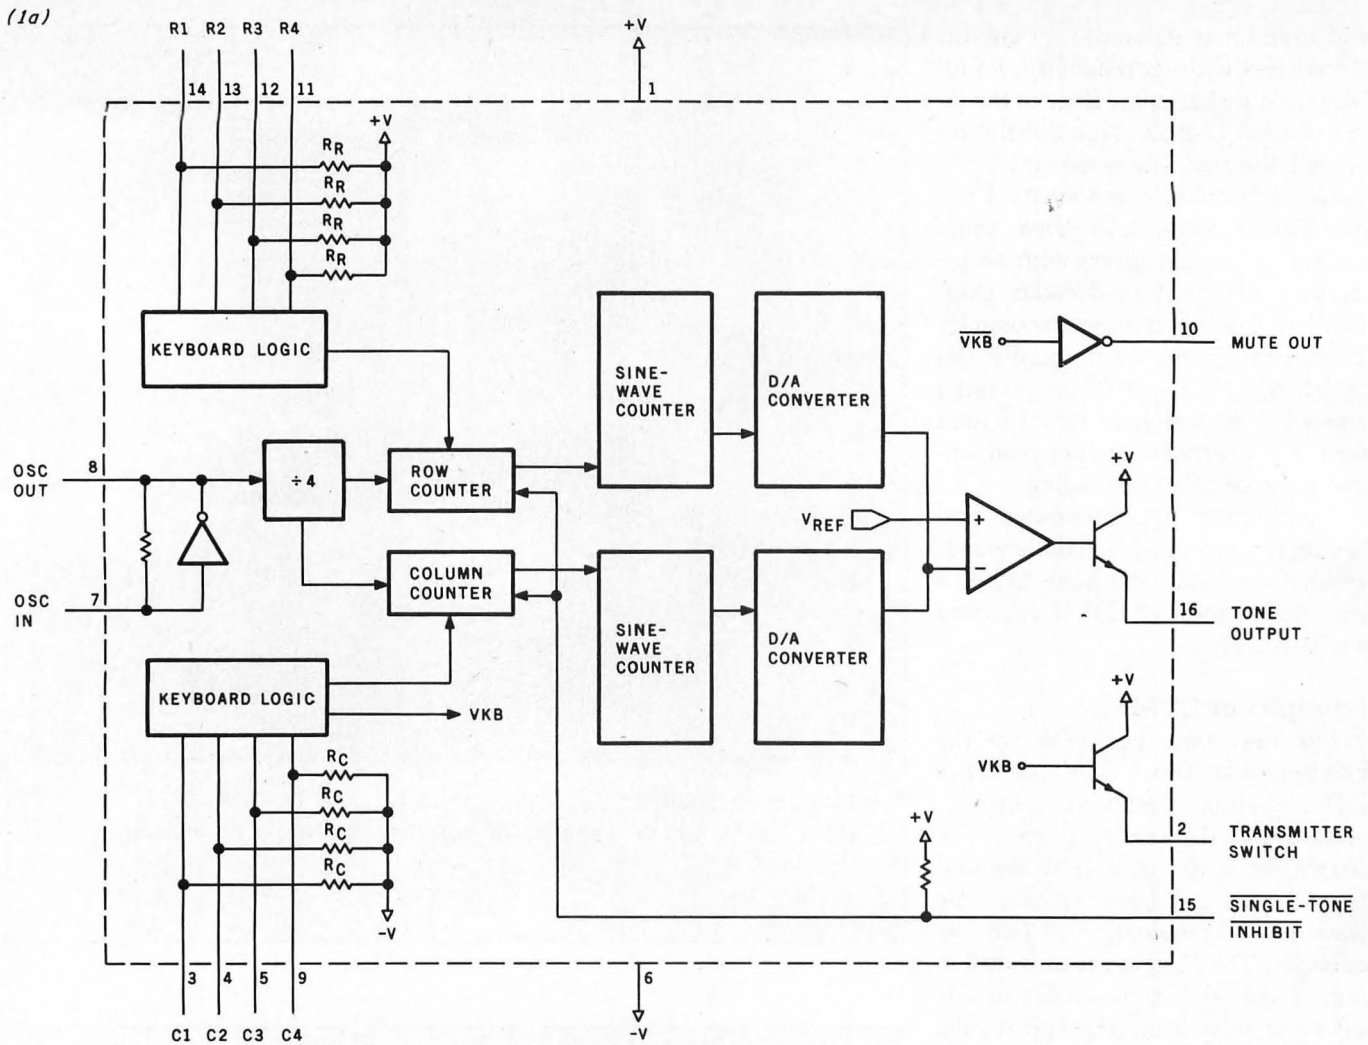 (1a)
R1 R2 R3 R4
+V
14 13 12 11
1
+V
RR
RR
RR
RR
KEYBOARD LOGIC
SINE-
WAVE
COUNTER
D/A
CONVERTER
VKB
10
MUTE OUT
OSC
OUT
8
÷4
ROW
COUNTER
+V
VREF
+
−
OSC
IN
7
COLUMN
COUNTER
SINE-
WAVE
COUNTER
D/A
CONVERTER
16
TONE
OUTPUT
KEYBOARD LOGIC
VKB
+V
VKB
RC
RC
RC
RC
-V
+V
2
TRANSMITTER
SWITCH
15
SINGLE-TONE
INHIBIT
3 4 5 9
6
C1 C2 C3 C4
-V